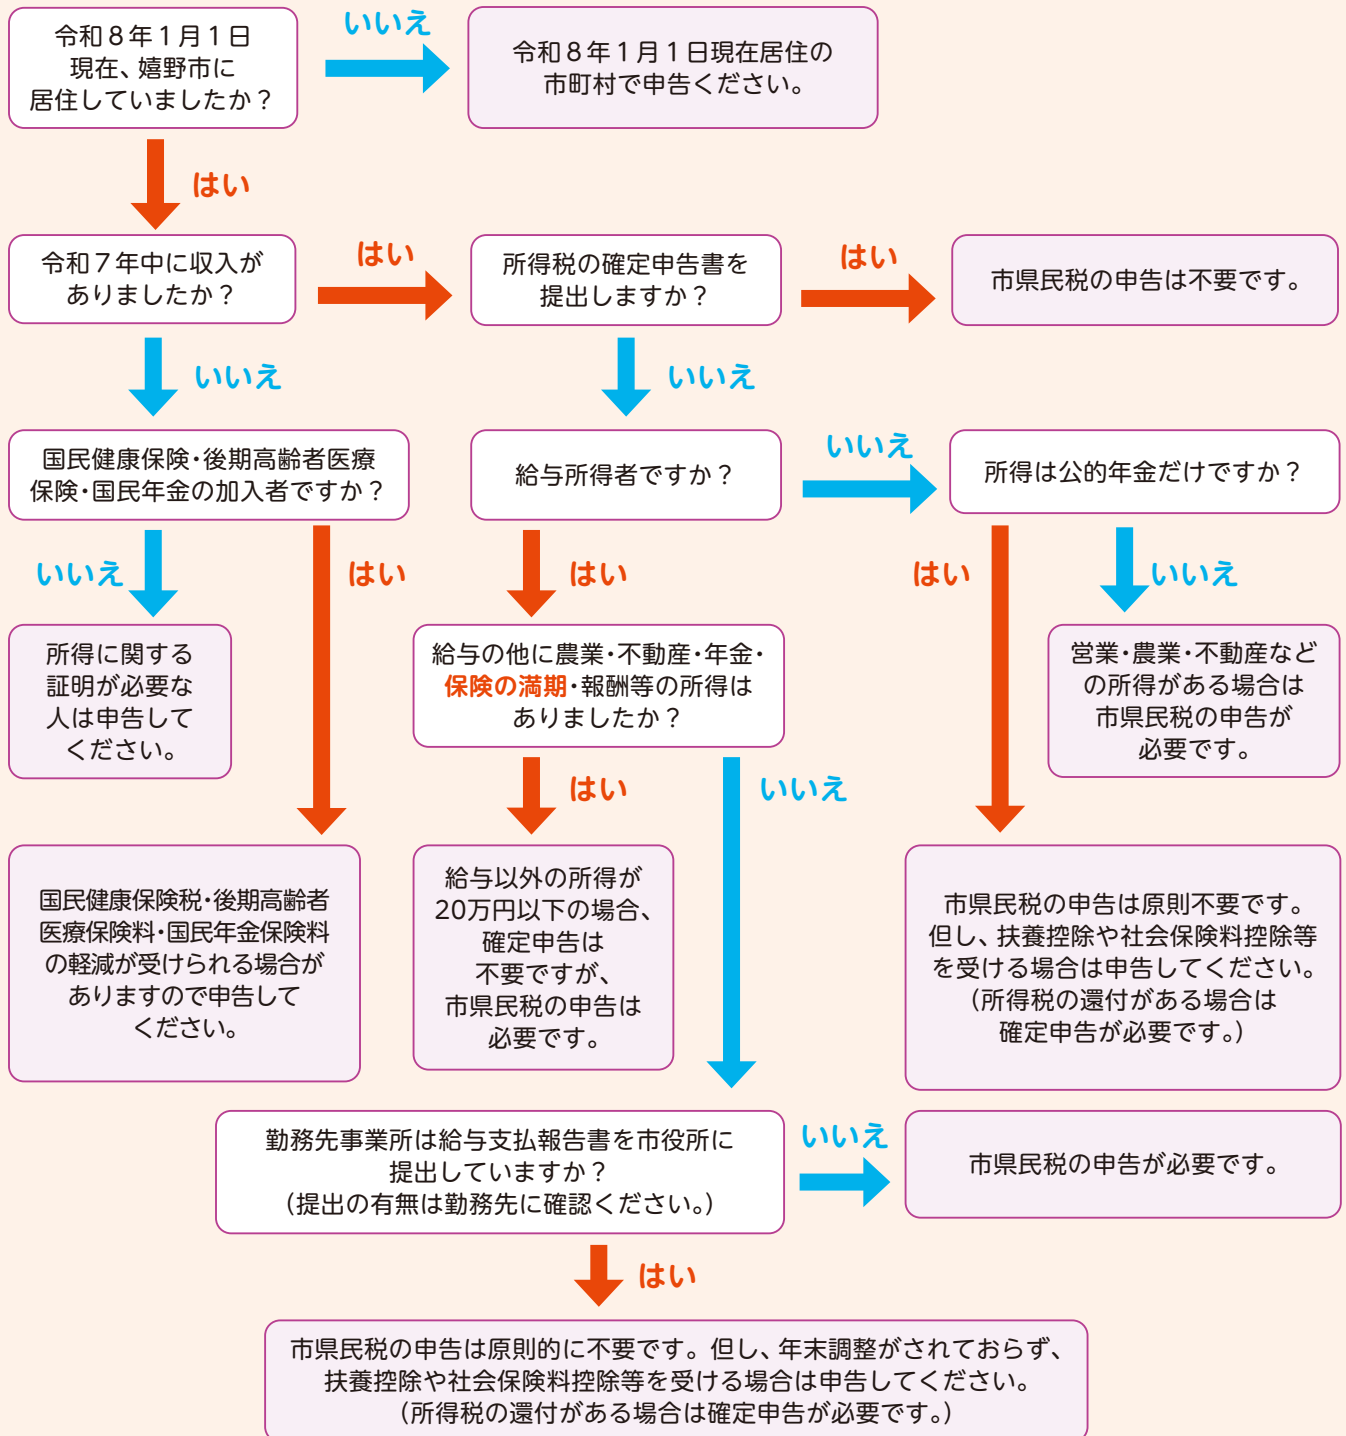 令和８年１月１日
現在、嬉野市に
居住していましたか？
いいえ
令和８年１月１日現在居住の
市町村で申告ください。
はい
令和７年中に収入が
ありましたか？
はい
所得税の確定申告書を
提出しますか？
はい
市県民税の申告は不要です。
いいえ
いいえ
国民健康保険・後期高齢者医療
保険・国民年金の加入者ですか？
給与所得者ですか？
いいえ
所得は公的年金だけですか？
いいえ
はい
はい
はい
いいえ
所得に関する
証明が必要な
人は申告して
ください。
給与の他に農業・不動産・年金・
保険の満期・報酬等の所得は
ありましたか？
営業・農業・不動産など
の所得がある場合は
市県民税の申告が
必要です。
はい
いいえ
国民健康保険税・後期高齢者
医療保険料・国民年金保険料
の軽減が受けられる場合が
ありますので申告して
ください。
給与以外の所得が
20万円以下の場合、
確定申告は
不要ですが、
市県民税の申告は
必要です。
市県民税の申告は原則不要です。
但し、扶養控除や社会保険料控除等
を受ける場合は申告してください。
（所得税の還付がある場合は
確定申告が必要です。）
勤務先事業所は給与支払報告書を市役所に
提出していますか？
（提出の有無は勤務先に確認ください。）
いいえ
市県民税の申告が必要です。
はい
市県民税の申告は原則的に不要です。但し、年末調整がされておらず、
扶養控除や社会保険料控除等を受ける場合は申告してください。
（所得税の還付がある場合は確定申告が必要です。）